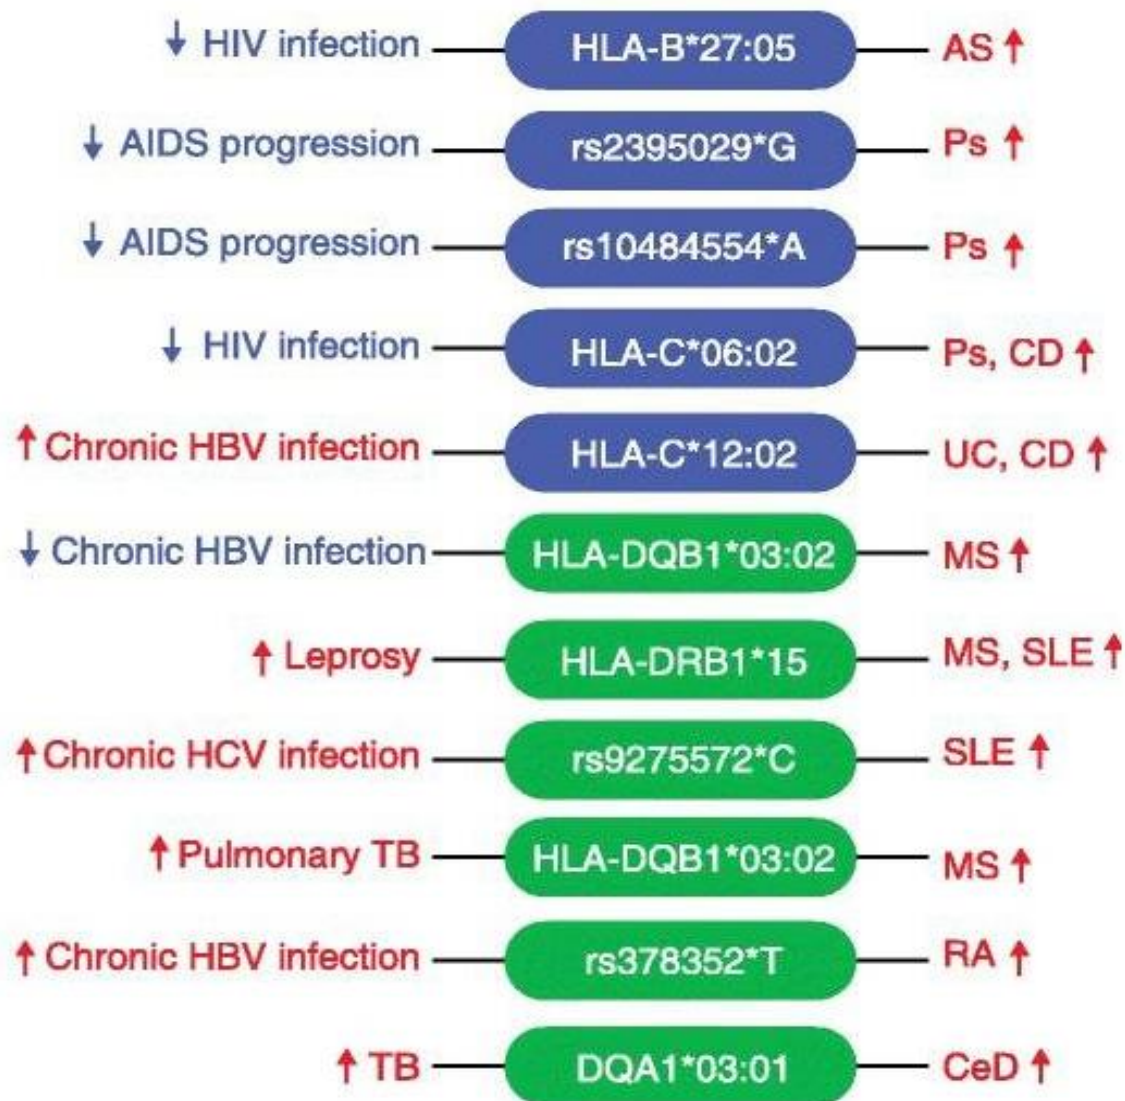 ↓ HIV infection HLA-B*27:05 AS ↑
↓ AIDS progression rs2395029*G Ps ↑
↓ AIDS progression rs10484554*A Ps ↑
↓ HIV infection HLA-C*06:02 Ps, CD ↑
↑ Chronic HBV infection HLA-C*12:02 UC, CD ↑
↓ Chronic HBV infection HLA-DQB1*03:02 MS ↑
↑ Leprosy HLA-DRB1*15 MS, SLE ↑
↑ Chronic HCV infection rs9275572*C SLE ↑
↑ Pulmonary TB HLA-DQB1*03:02 MS ↑
↑ Chronic HBV infection rs378352*T RA ↑
↑ TB DQA1*03:01 CeD ↑